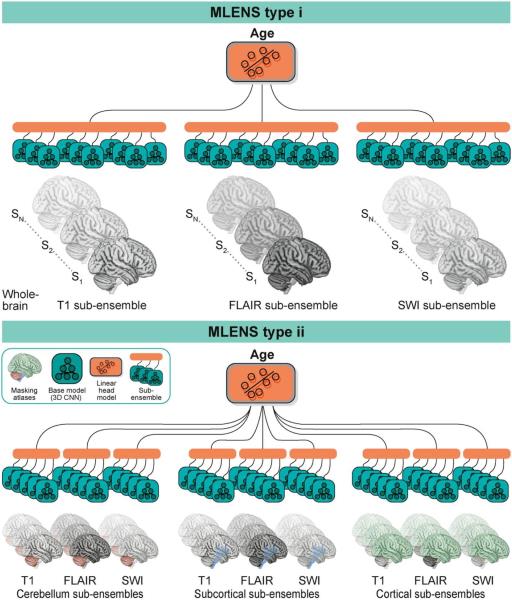 MLENS type i
Age
S_N.
S_N.
S_N.
S_2.
S_2.
S_2.
S_1
S_1
S_1
Whole-
brain
T1 sub-ensemble
FLAIR sub-ensemble
SWI sub-ensemble
MLENS type ii
Masking
atlases
Base model
(3D CNN)
Linear
head
model
Sub-
ensemble
Age
T1 FLAIR SWI
Cerebellum sub-ensembles
T1 FLAIR SWI
Subcortical sub-ensembles
T1 FLAIR SWI
Cortical sub-ensembles